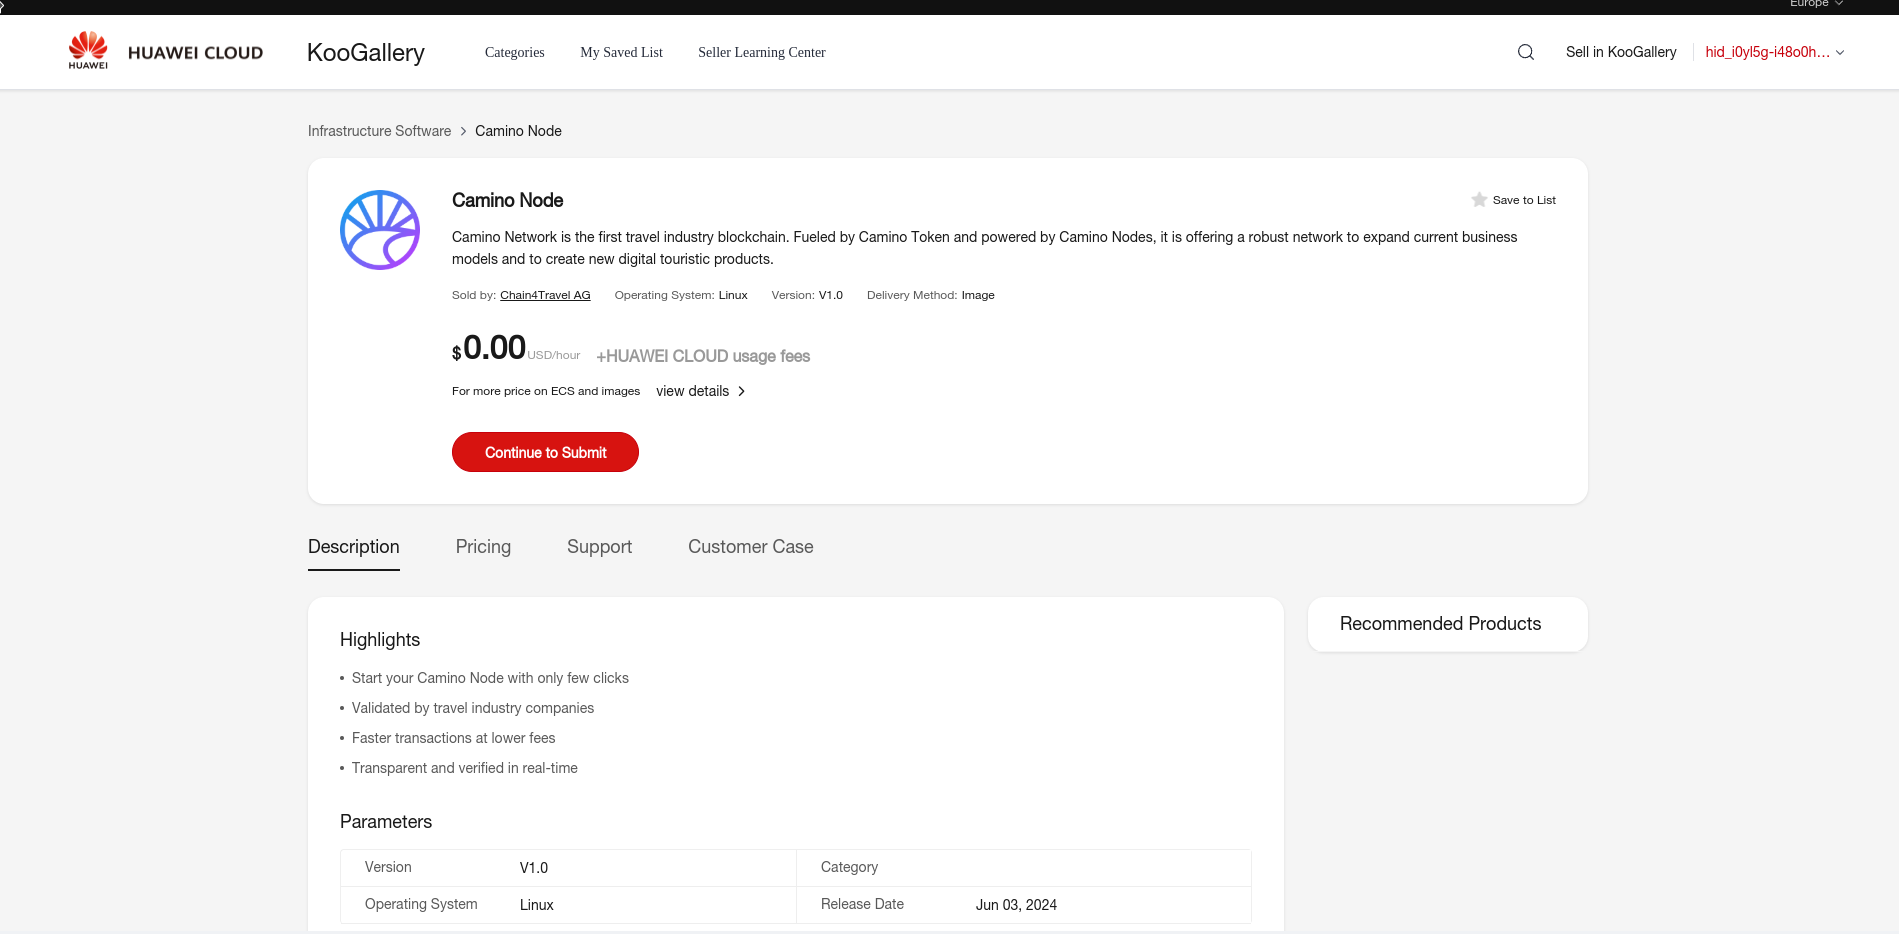 Europe
HUAWEI
HUAWEI CLOUD
KooGallery
Categories
My Saved List
Seller Learning Center
Sell in KooGallery
hid_i0yl5g-i48o0h...
Infrastructure Software > Camino Node
Camino Node
Save to List
Camino Network is the first travel industry blockchain. Fueled by Camino Token and powered by Camino Nodes, it is offering a robust network to expand current business
models and to create new digital touristic products.
Sold by: Chain4Travel AG Operating System: Linux Version: V1.0 Delivery Method: Image
$0.00 USD/hour +HUAWEI CLOUD usage fees
For more price on ECS and images view details >
Continue to Submit
Description
Pricing
Support
Customer Case
Highlights
• Start your Camino Node with only few clicks
• Validated by travel industry companies
• Faster transactions at lower fees
• Transparent and verified in real-time
Recommended Products
Parameters
Version V1.0 Category
Operating System Linux Release Date Jun 03, 2024